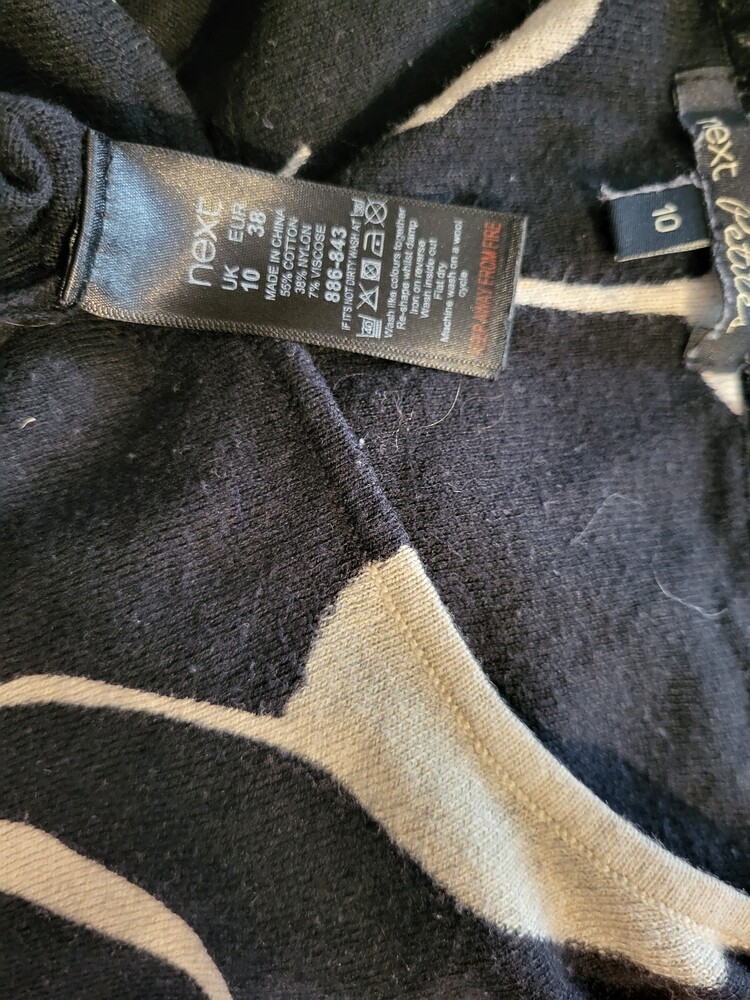 next
UK EUR
10 38
MADE IN CHINA
55% COTTON
38% NYLON
7% VISCOSE
886-843
IF IT'S NOT DIRTY WASH AT
40
Wash like colours together
Re-shape whilst damp
Iron on reverse
Wash inside out
Flat dry
Machine wash on a wool
cycle
KEEP AWAY FROM FIRE
10
next